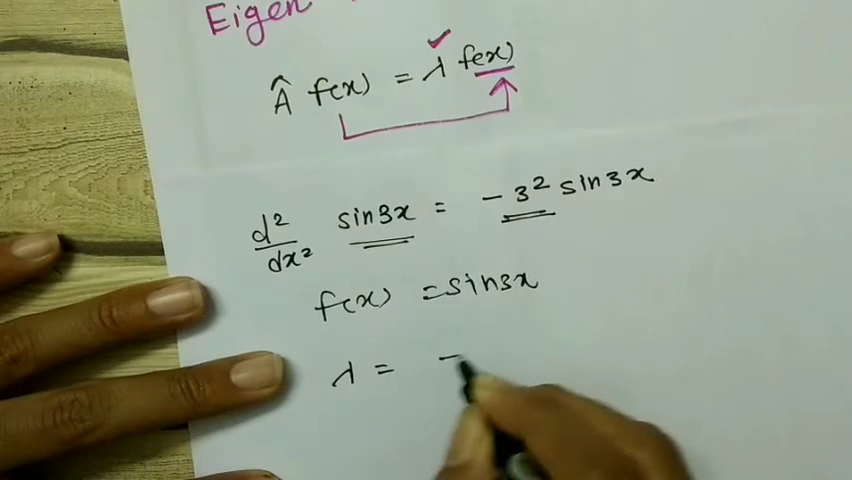 Eigen
Â f(x) = λ f(x)
d²/dx² sin3x = -3² sin3x
f(x) = sin3x
λ = -